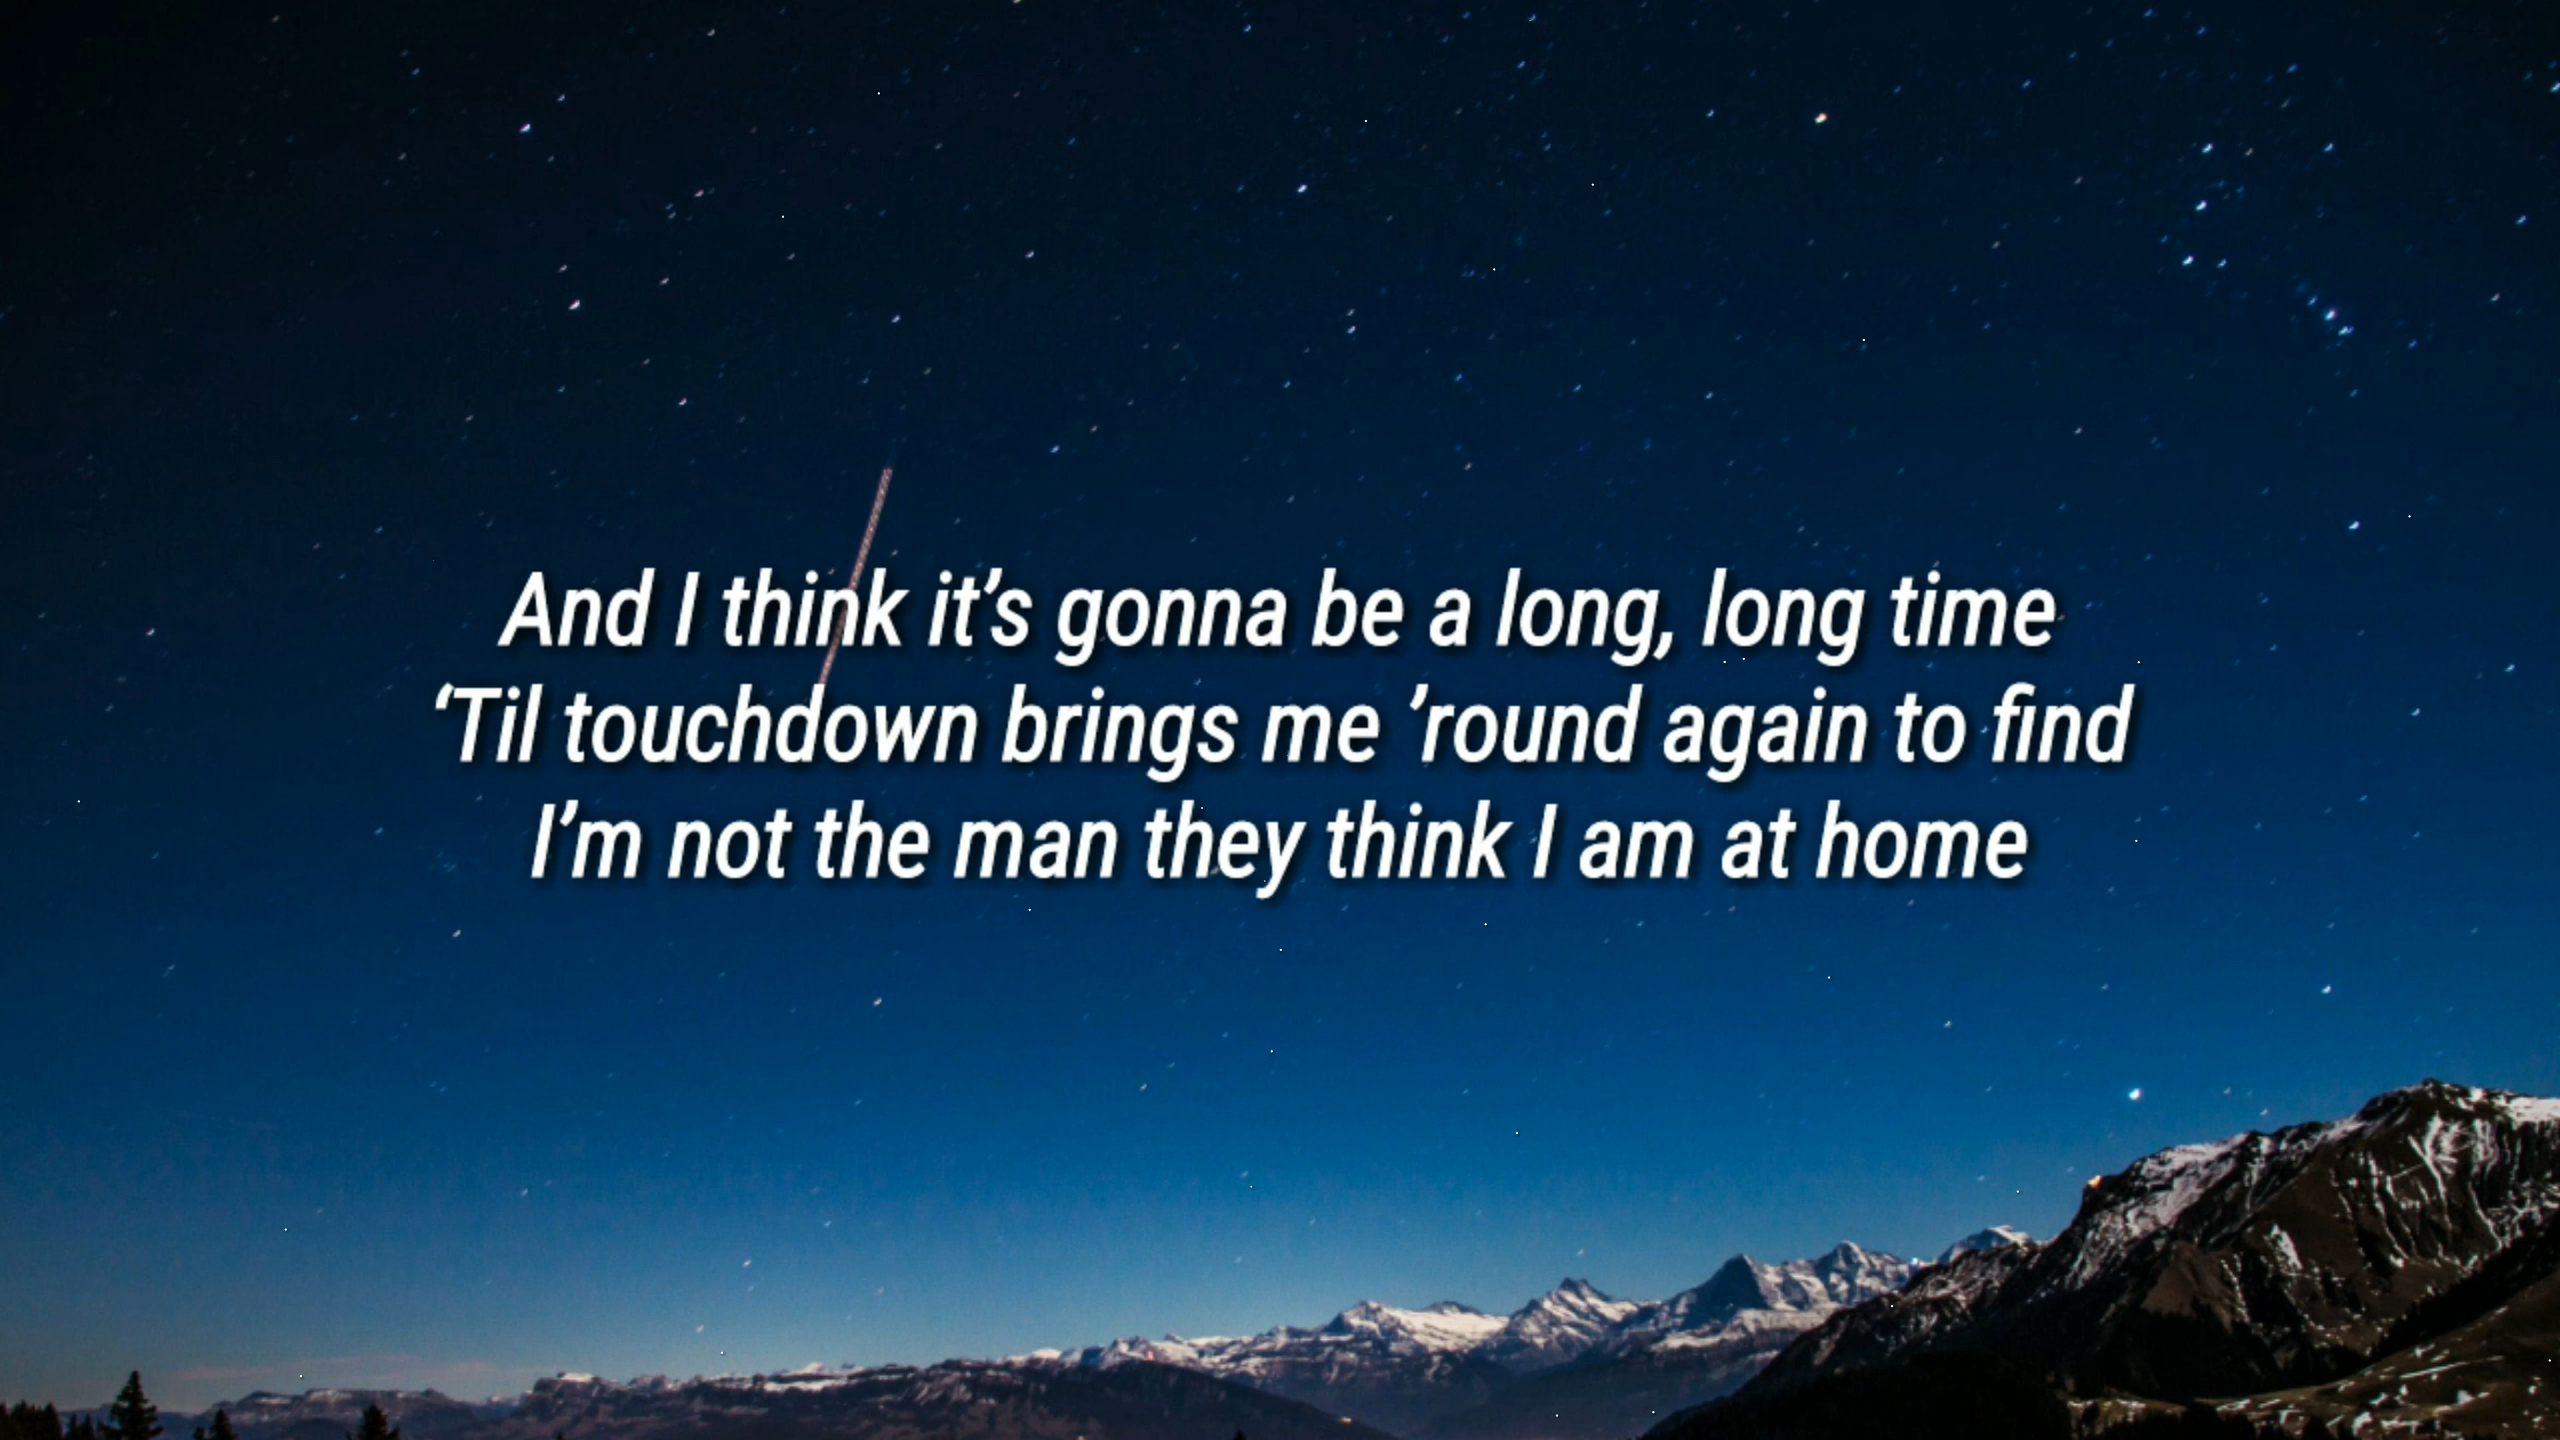 And I think it’s gonna be a long, long time
‘Til touchdown brings me ’round again to find
I’m not the man they think I am at home